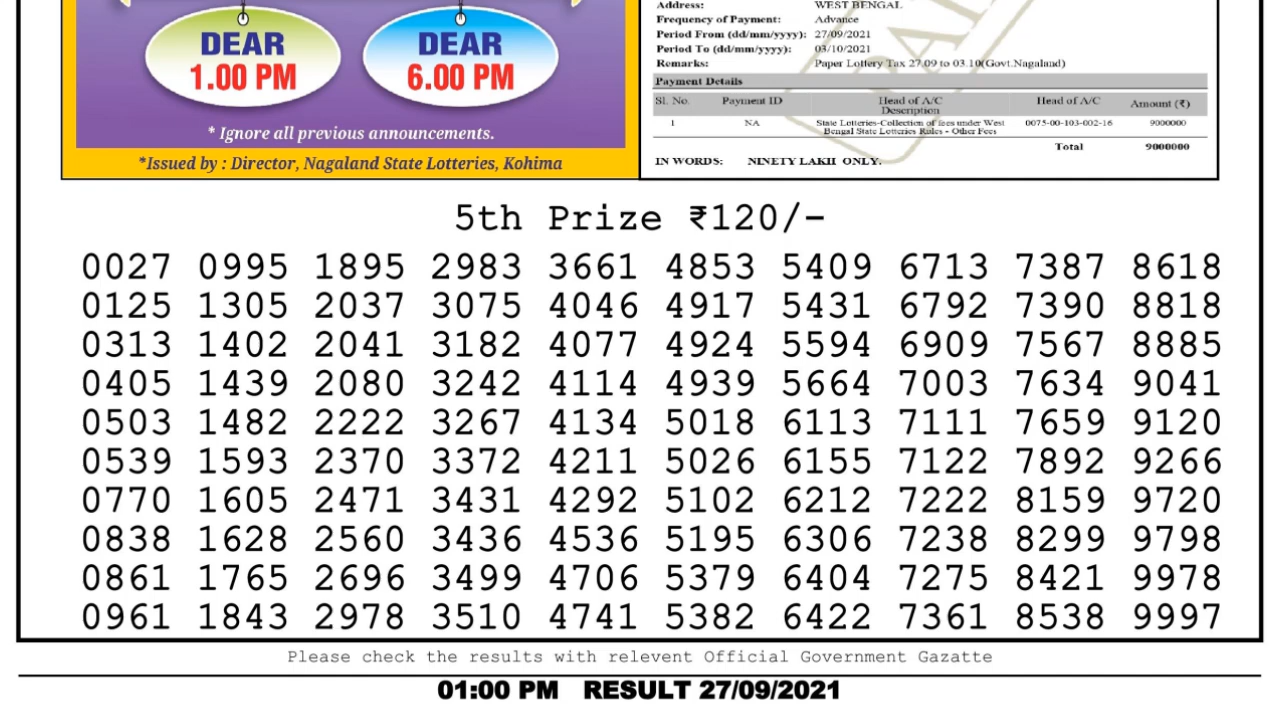 DEAR
1.00 PM
DEAR
6.00 PM
* Ignore all previous announcements.
*Issued by : Director, Nagaland State Lotteries, Kohima
Address: WEST BENGAL
Frequency of Payment: Advance
Period From (dd/mm/yyyy): 27/09/2021
Period To (dd/mm/yyyy): 03/10/2021
Remarks: Paper Lottery Tax 27.09 to 03.10(Govt.Nagaland)
Payment Details
Sl. No. Payment ID Head of A/C Description Head of A/C Amount (₹)
1 NA State Lotteries-Collection of fees under West 0075-00-103-002-16 9000000
Bengal State Lotteries Rules - Other Fees
Total 9000000
IN WORDS: NINETY LAKH ONLY.
5th Prize ₹120/-
0027 0995 1895 2983 3661 4853 5409 6713 7387 8618
0125 1305 2037 3075 4046 4917 5431 6792 7390 8818
0313 1402 2041 3182 4077 4924 5594 6909 7567 8885
0405 1439 2080 3242 4114 4939 5664 7003 7634 9041
0503 1482 2222 3267 4134 5018 6113 7111 7659 9120
0539 1593 2370 3372 4211 5026 6155 7122 7892 9266
0770 1605 2471 3431 4292 5102 6212 7222 8159 9720
0838 1628 2560 3436 4536 5195 6306 7238 8299 9798
0861 1765 2696 3499 4706 5379 6404 7275 8421 9978
0961 1843 2978 3510 4741 5382 6422 7361 8538 9997
Please check the results with relevent Official Government Gazatte
01:00 PM RESULT 27/09/2021